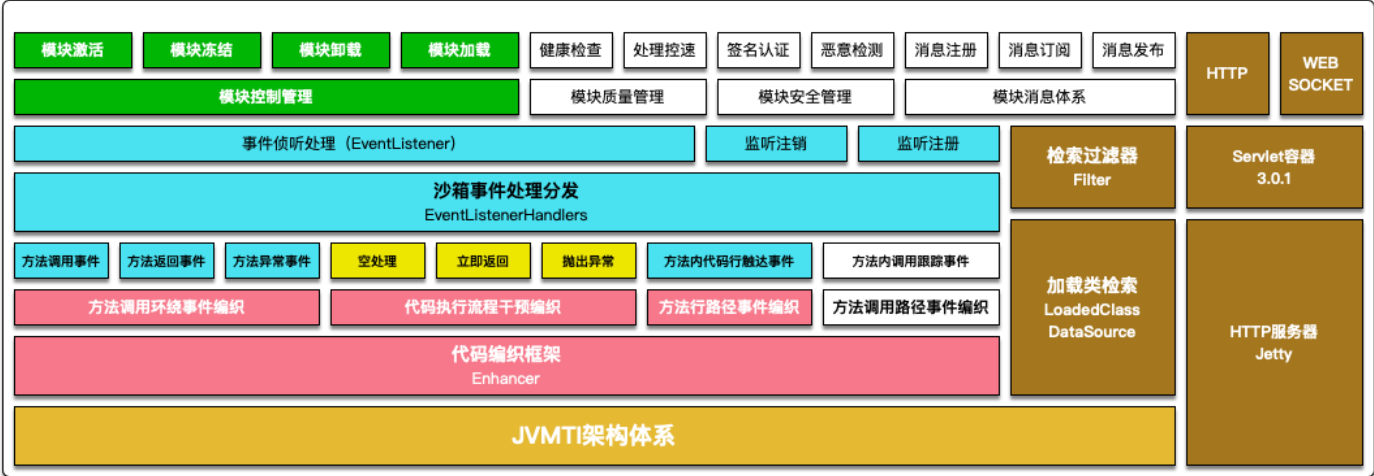 模块激活
模块冻结
模块卸载
模块加载
健康检查
处理控速
签名认证
恶意检测
消息注册
消息订阅
消息发布
HTTP
WEB
SOCKET
模块控制管理
模块质量管理
模块安全管理
模块消息体系
事件侦听处理（EventListener）
监听注销
监听注册
检索过滤器
Filter
Servlet容器
3.0.1
沙箱事件处理分发
EventListenerHandlers
方法调用事件
方法返回事件
方法异常事件
空处理
立即返回
抛出异常
方法内代码行触达事件
方法内调用跟踪事件
加载类检索
LoadedClass
DataSource
方法调用环绕事件编织
代码执行流程干预编织
方法行路径事件编织
方法调用路径事件编织
HTTP服务器
Jetty
代码编织框架
Enhancer
JVMTI架构体系